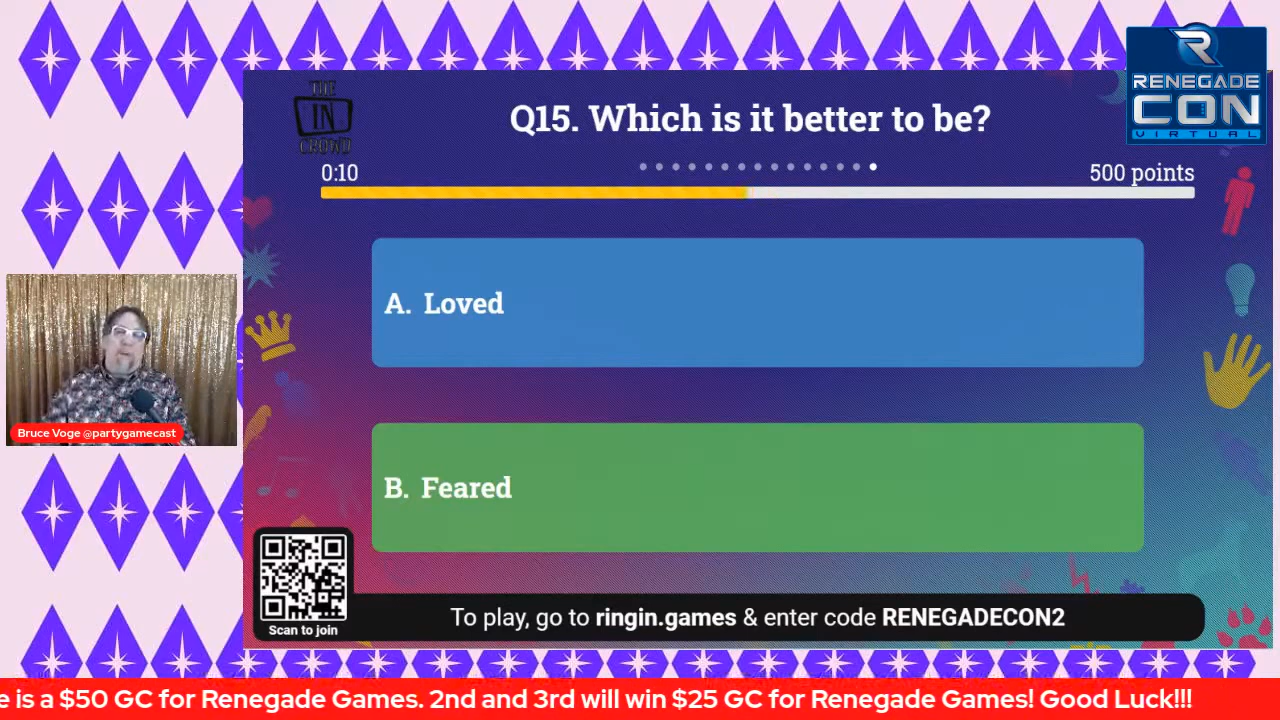 THE
IN
CROWD
Q15. Which is it better to be?
R
RENEGADE
CON
VIRTUAL
0:10
500 points
A. Loved
B. Feared
Bruce Voge @partygamecast
Scan to join
To play, go to ringin.games & enter code RENEGADECON2
e is a $50 GC for Renegade Games. 2nd and 3rd will win $25 GC for Renegade Games! Good Luck!!!